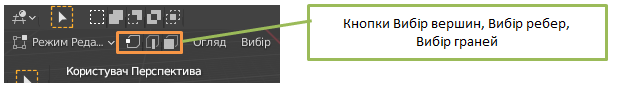 Режим Реда... Огляд Вибір
Користувач Перспектива
Кнопки Вибір вершин, Вибір ребер,
Вибір граней